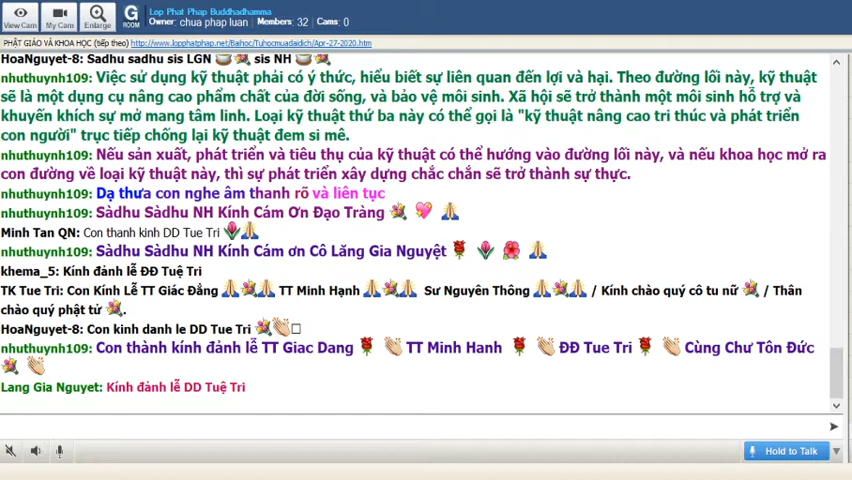 Lop Phat Phap Buddhadhamma
Owner: chua phap luan Members: 32 Cams: 0
View Cam My Cam Enlarge G ROOM
PHẬT GIÁO VÀ KHOA HỌC (tiếp theo) http://www.lopphatphap.net/Baihoc/Tuhocmuadaidich/Apr-27-2020.htm
HoaNguyet-8: Sadhu sadhu sis LGN sis NH
nhuthuynh109: Việc sử dụng kỹ thuật phải có ý thức, hiểu biết sự liên quan đến lợi và hại. Theo đường lối này, kỹ thuật
sẽ là một dụng cụ nâng cao phẩm chất của đời sống, và bảo vệ môi sinh. Xã hội sẽ trở thành một môi sinh hỗ trợ và
khuyến khích sự mở mang tâm linh. Loại kỹ thuật thứ ba này có thể gọi là "kỹ thuật nâng cao tri thúc và phát triển
con người" trục tiếp chống lại kỹ thuật đem si mê.
nhuthuynh109: Nếu sản xuất, phát triển và tiêu thụ của kỹ thuật có thể hướng vào đường lối này, và nếu khoa học mở ra
con đường về loại kỹ thuật này, thì sự phát triển xây dựng chắc chắn sẽ trở thành sự thực.
nhuthuynh109: Dạ thưa con nghe âm thanh rõ và liên tục
nhuthuynh109: Sàdhu Sàdhu NH Kính Cám Ơn Đạo Tràng
Minh Tan QN: Con thanh kinh DD Tue Tri
nhuthuynh109: Sàdhu Sàdhu NH Kính Cám ơn Cô Lăng Gia Nguyệt
khema_5: Kính đảnh lễ ĐĐ Tuệ Trí
TK Tue Tri: Con Kính Lễ TT Giác Đẳng TT Minh Hạnh Sư Nguyên Thông / Kính chào quý cô tu nữ / Thân
chào quý phật tử .
HoaNguyet-8: Con kinh danh le DD Tue Tri
nhuthuynh109: Con thành kính đảnh lễ TT Giac Dang TT Minh Hanh ĐĐ Tue Tri Cùng Chư Tôn Đức
Lang Gia Nguyet: Kính đảnh lễ DD Tuệ Tri
Hold to Talk